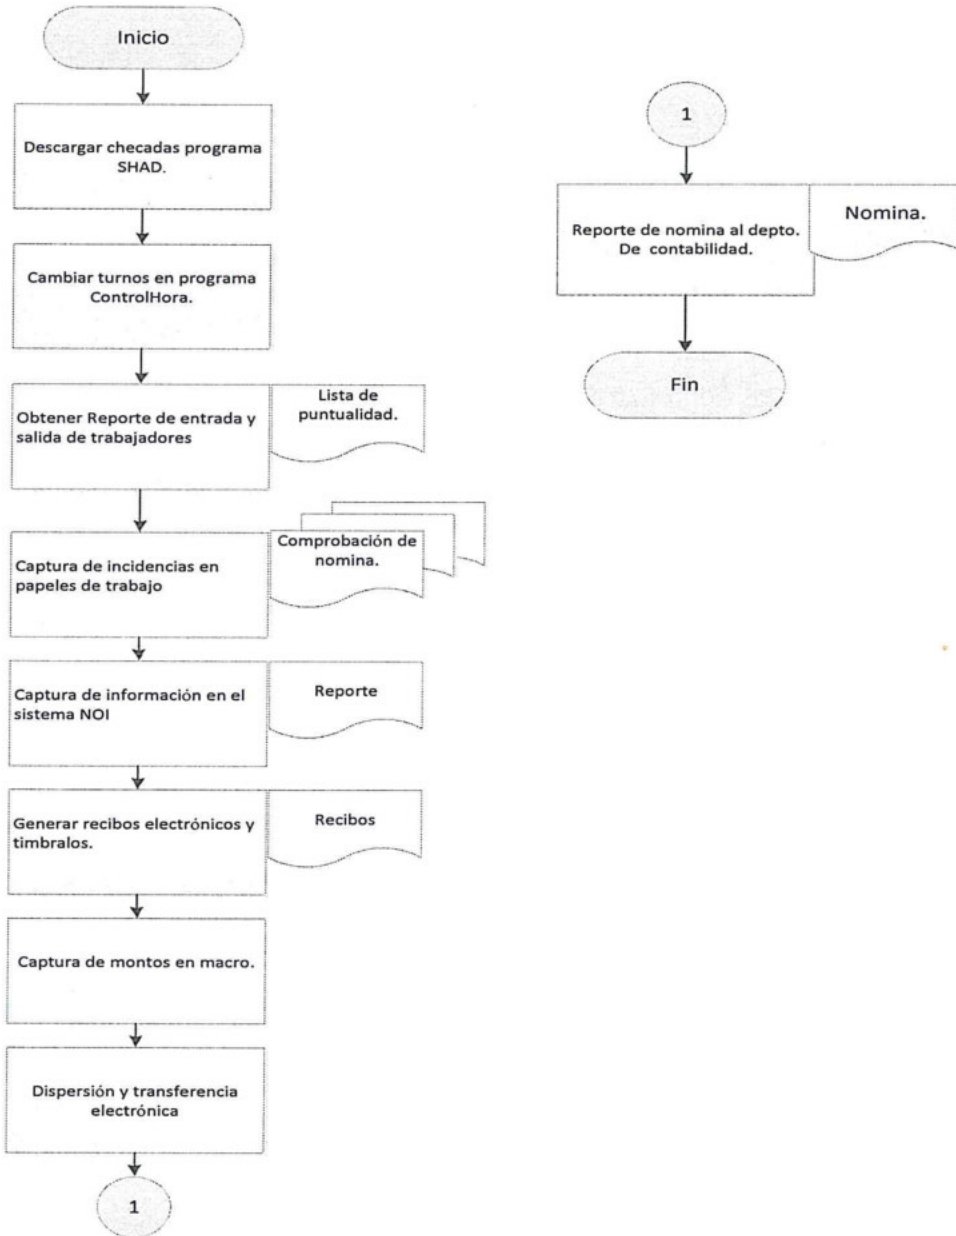 Inicio
Descargar checadas programa
SHAD.
Cambiar turnos en programa
ControlHora.
Obtener Reporte de entrada y
salida de trabajadores
Lista de
puntualidad.
Captura de incidencias en
papeles de trabajo
Comprobación de
nomina.
Captura de información en el
sistema NOI
Reporte
Generar recibos electrónicos y
timbralos.
Recibos
Captura de montos en macro.
Dispersión y transferencia
electrónica
1
1
Reporte de nomina al depto.
De contabilidad.
Nomina.
Fin